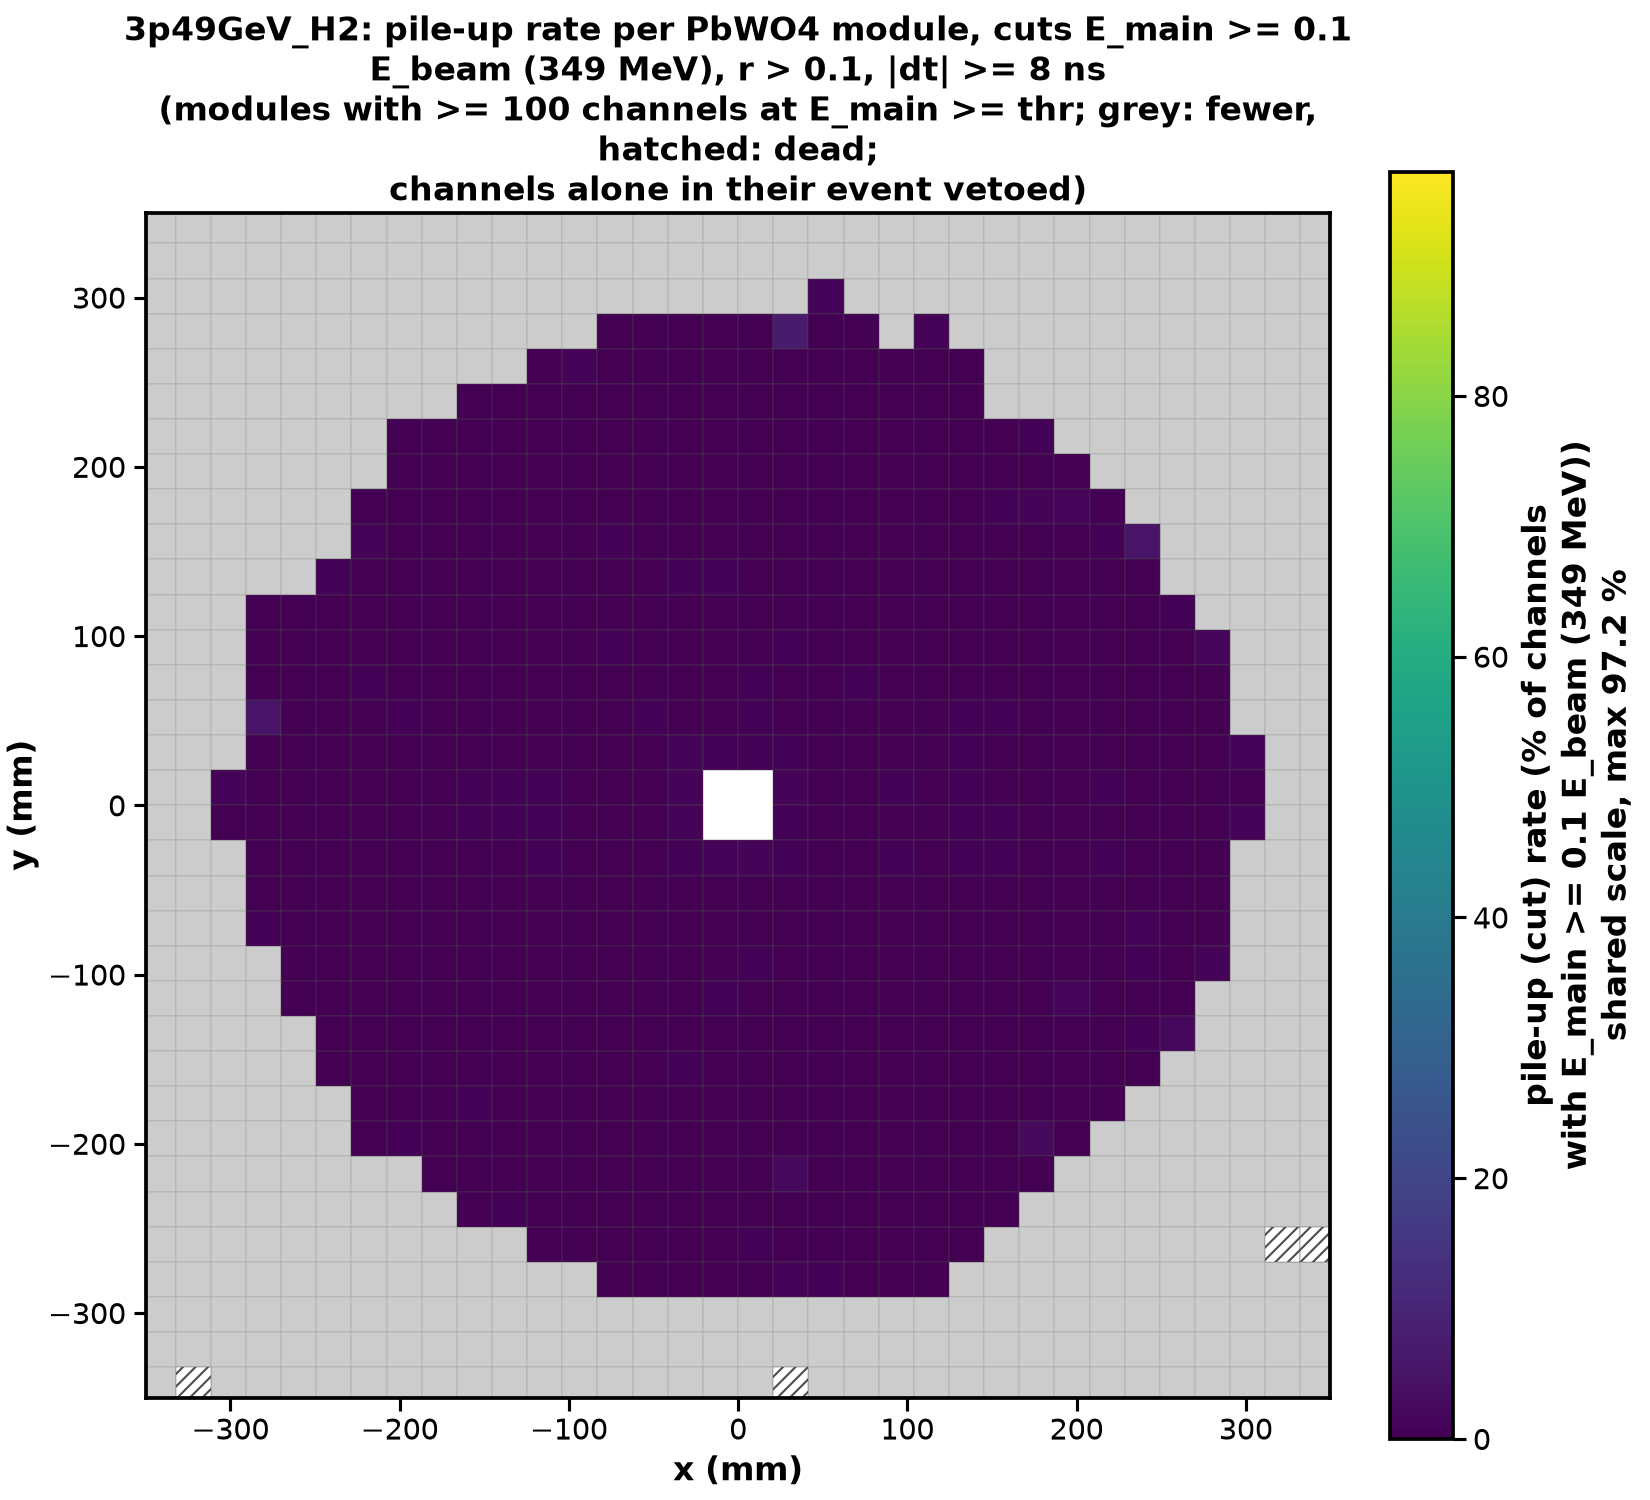 3p49GeV_H2: pile-up rate per PbWO4 module, cuts E_main >= 0.1
E_beam (349 MeV), r > 0.1, |dt| >= 8 ns
(modules with >= 100 channels at E_main >= thr; grey: fewer,
hatched: dead;
channels alone in their event vetoed)
300
200
100
0
−100
−200
−300
y (mm)
−300
−200
−100
0
100
200
300
x (mm)
80
60
40
20
0
pile-up (cut) rate (% of channels
with E_main >= 0.1 E_beam (349 MeV))
shared scale, max 97.2 %